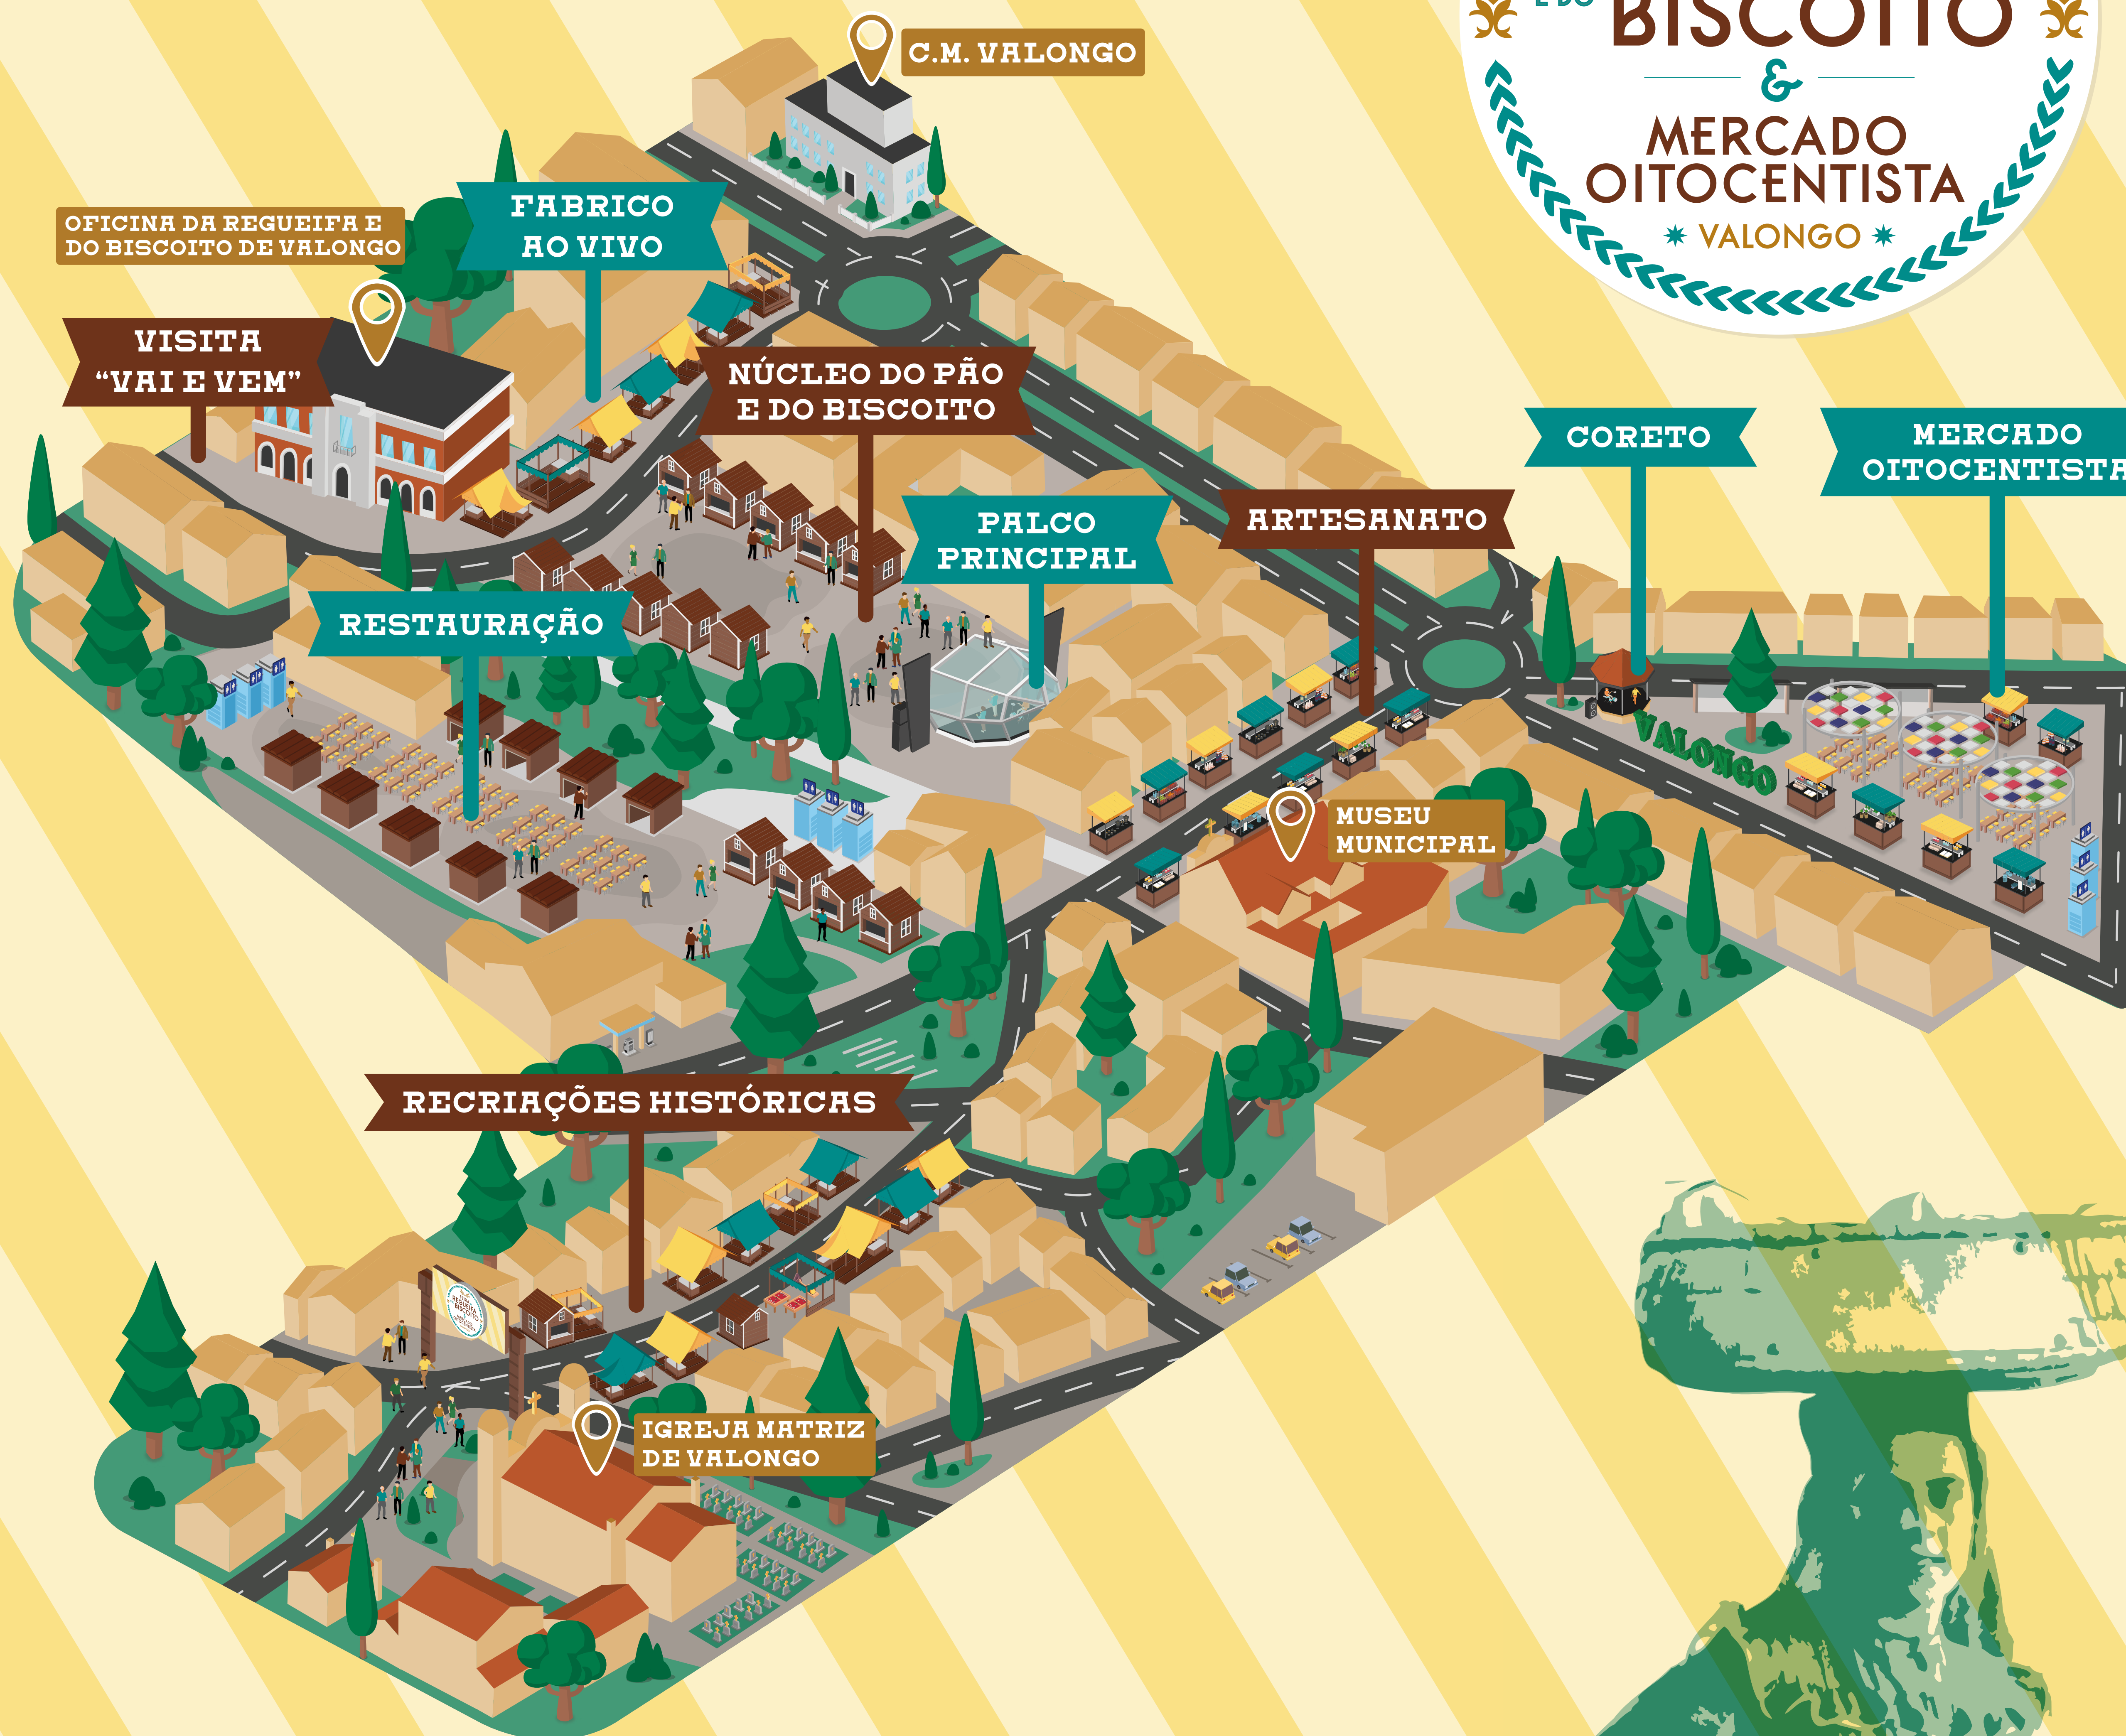 C.M. VALONGO
BISCOITO
&
MERCADO
OITOCENTISTA
VALONGO
OFICINA DA REGUEIFA E
DO BISCOITO DE VALONGO
FABRICO
AO VIVO
VISITA
“VAI E VEM”
NÚCLEO DO PÃO
E DO BISCOITO
CORETO
MERCADO
OITOCENTISTA
PALCO
PRINCIPAL
ARTESANATO
RESTAURAÇÃO
VALONGO
MUSEU
MUNICIPAL
RECRIAÇÕES HISTÓRICAS
REGUEIFA
BISCOITO
IGREJA MATRIZ
DE VALONGO